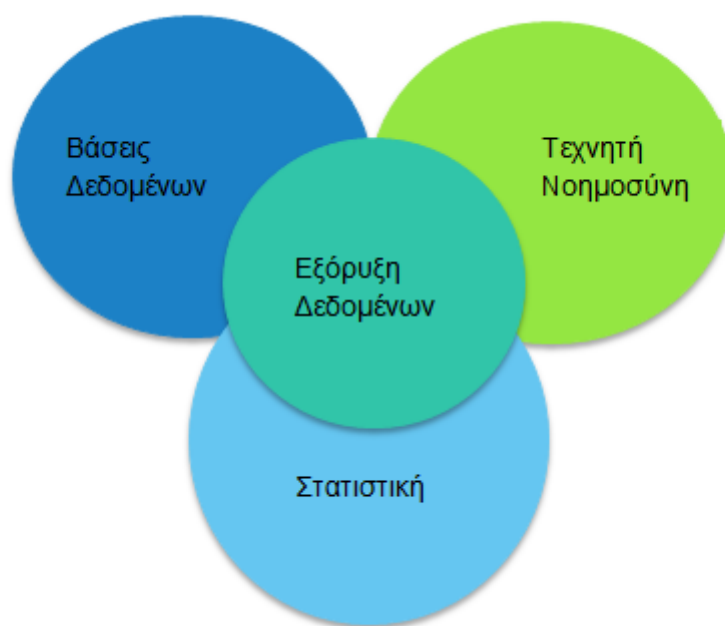 Βάσεις
Δεδομένων
Τεχνητή
Νοημοσύνη
Εξόρυξη
Δεδομένων
Στατιστική